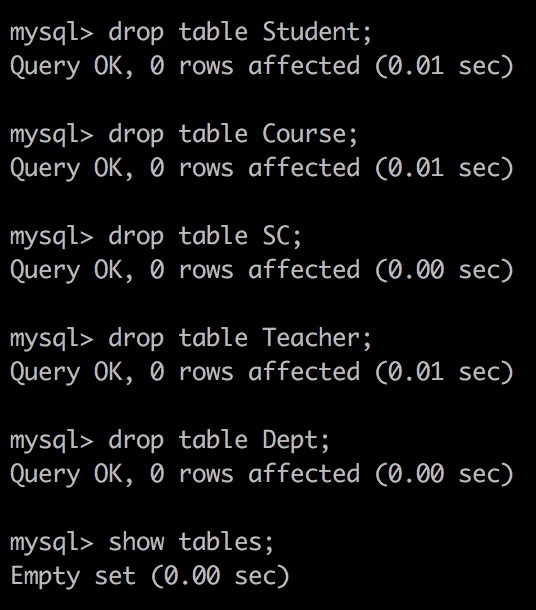 mysql> drop table Student;
Query OK, 0 rows affected (0.01 sec)
mysql> drop table Course;
Query OK, 0 rows affected (0.01 sec)
mysql> drop table SC;
Query OK, 0 rows affected (0.00 sec)
mysql> drop table Teacher;
Query OK, 0 rows affected (0.01 sec)
mysql> drop table Dept;
Query OK, 0 rows affected (0.00 sec)
mysql> show tables;
Empty set (0.00 sec)